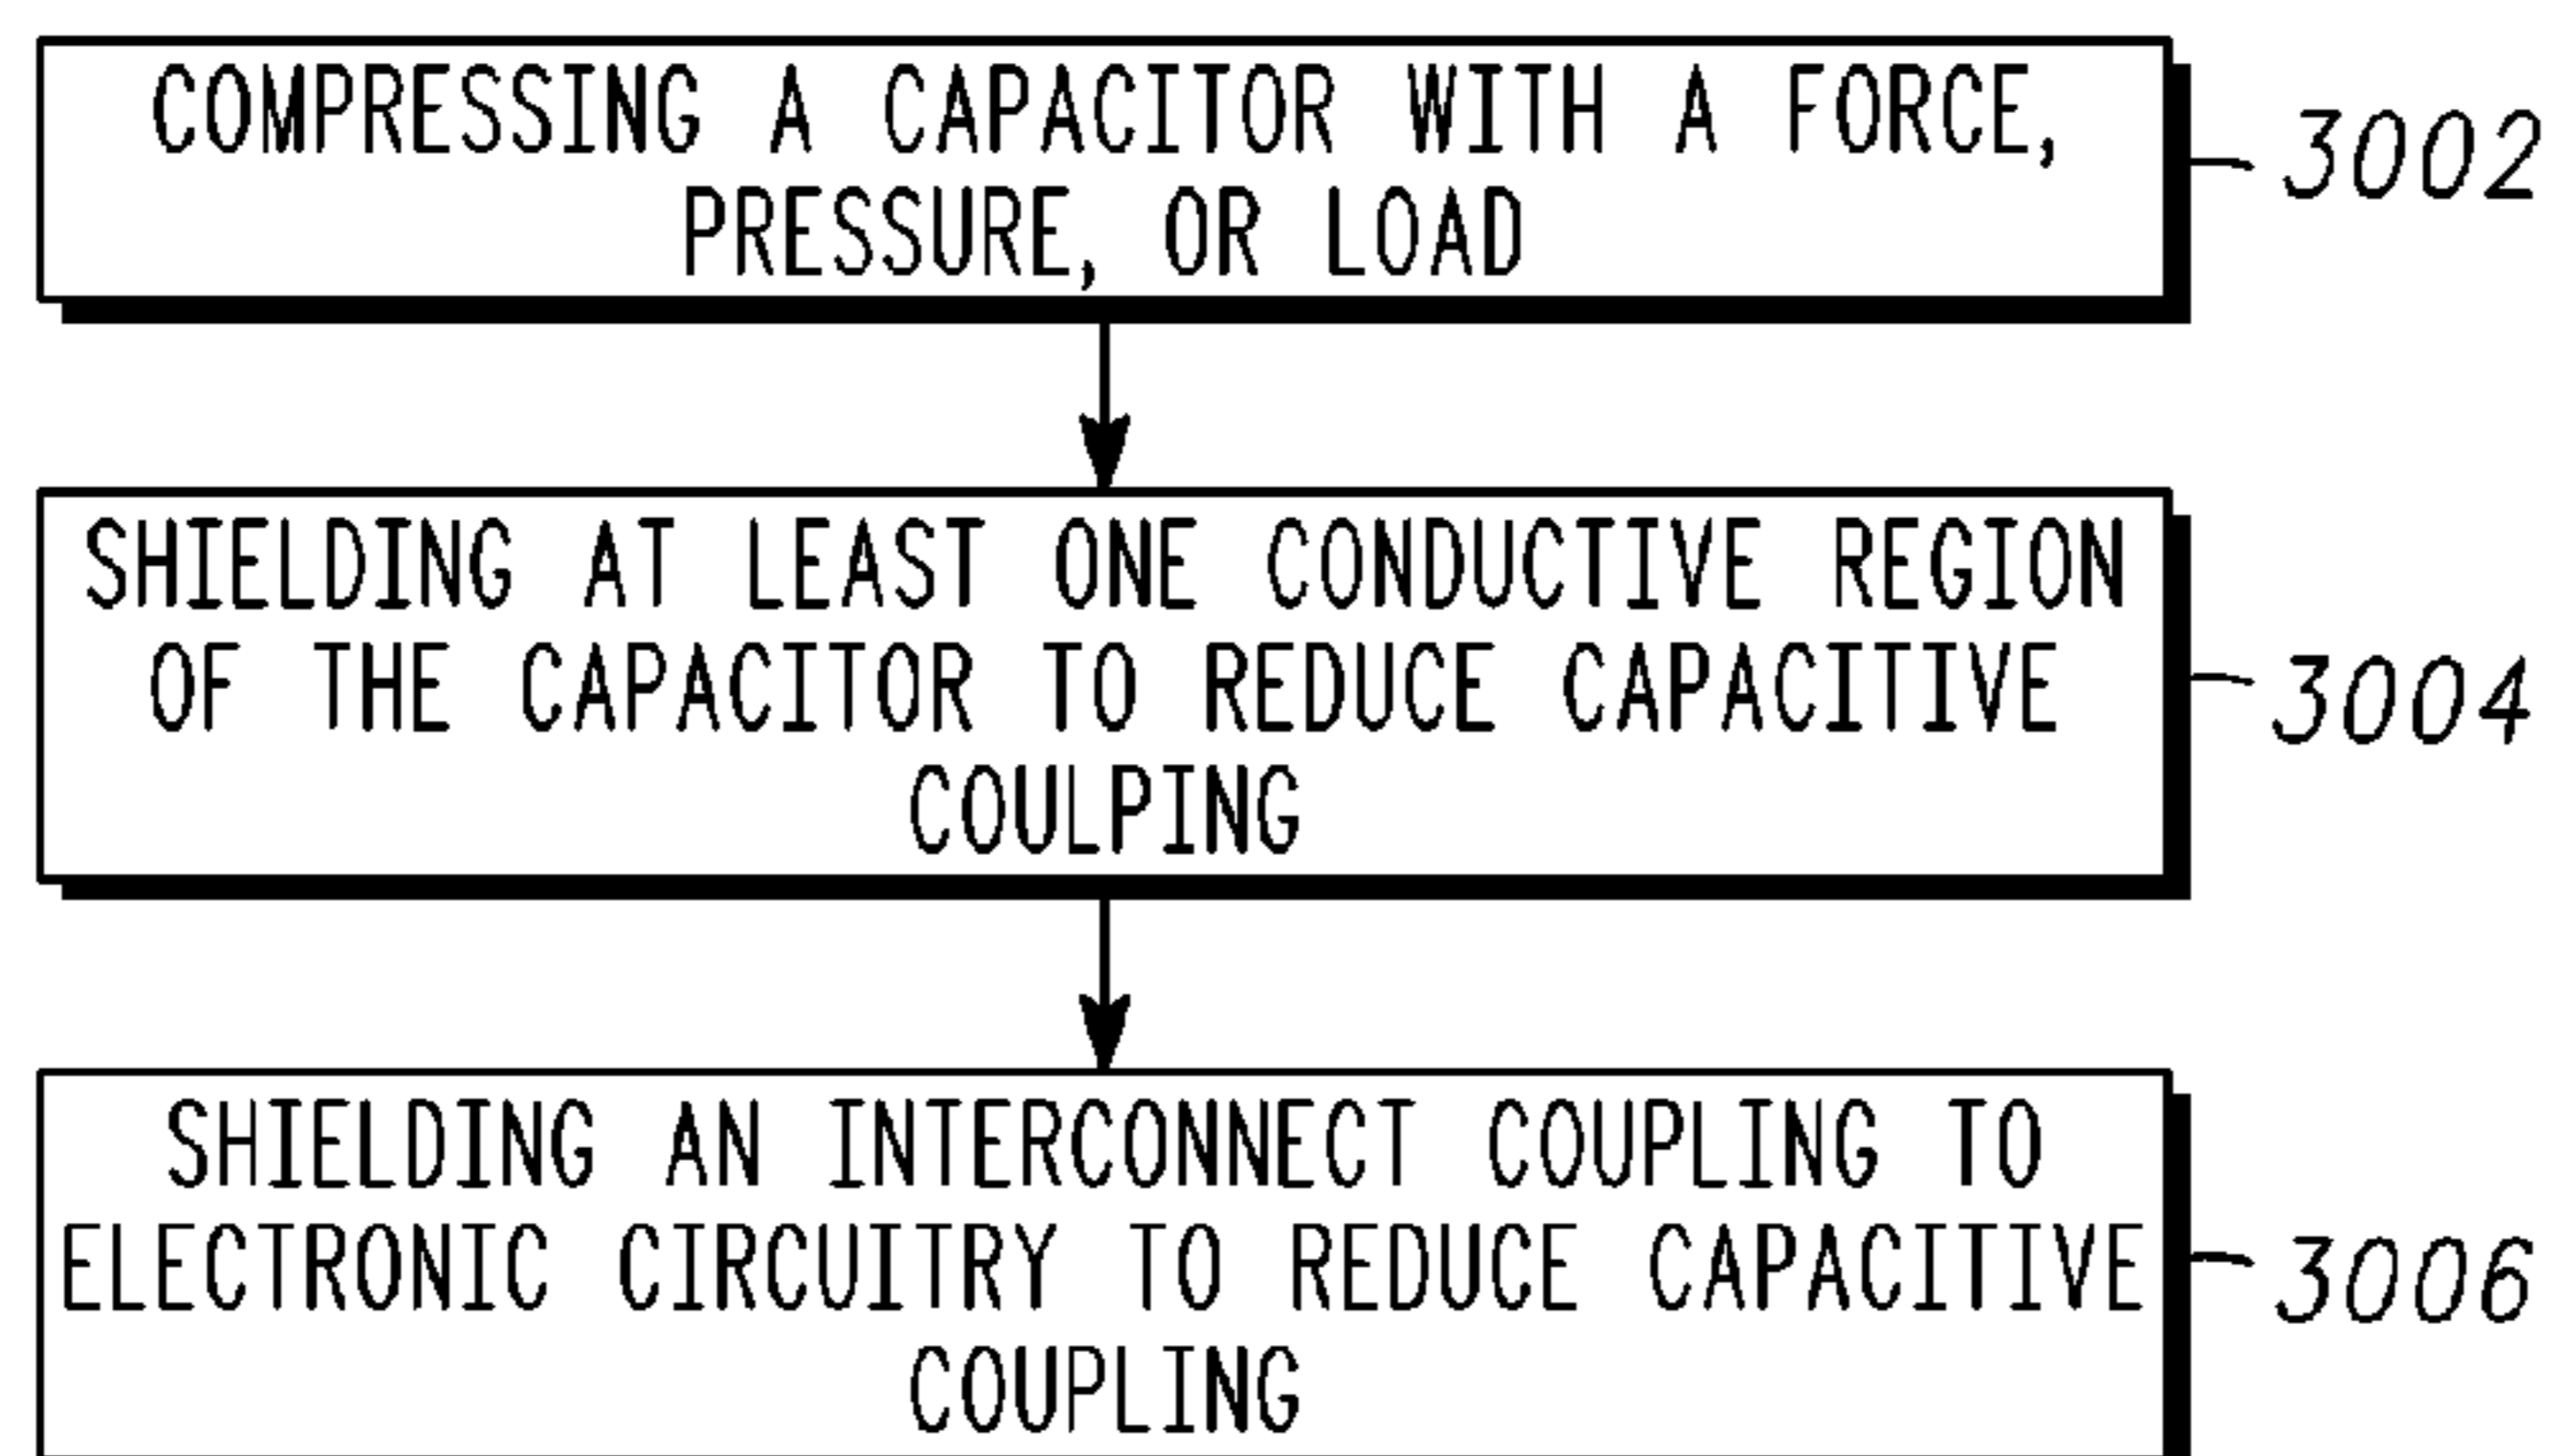 COMPRESSING A CAPACITOR WITH A FORCE,
PRESSURE, OR LOAD
3002
SHIELDING AT LEAST ONE CONDUCTIVE REGION
OF THE CAPACITOR TO REDUCE CAPACITIVE
COULPING
3004
SHIELDING AN INTERCONNECT COUPLING TO
ELECTRONIC CIRCUITRY TO REDUCE CAPACITIVE
COUPLING
3006